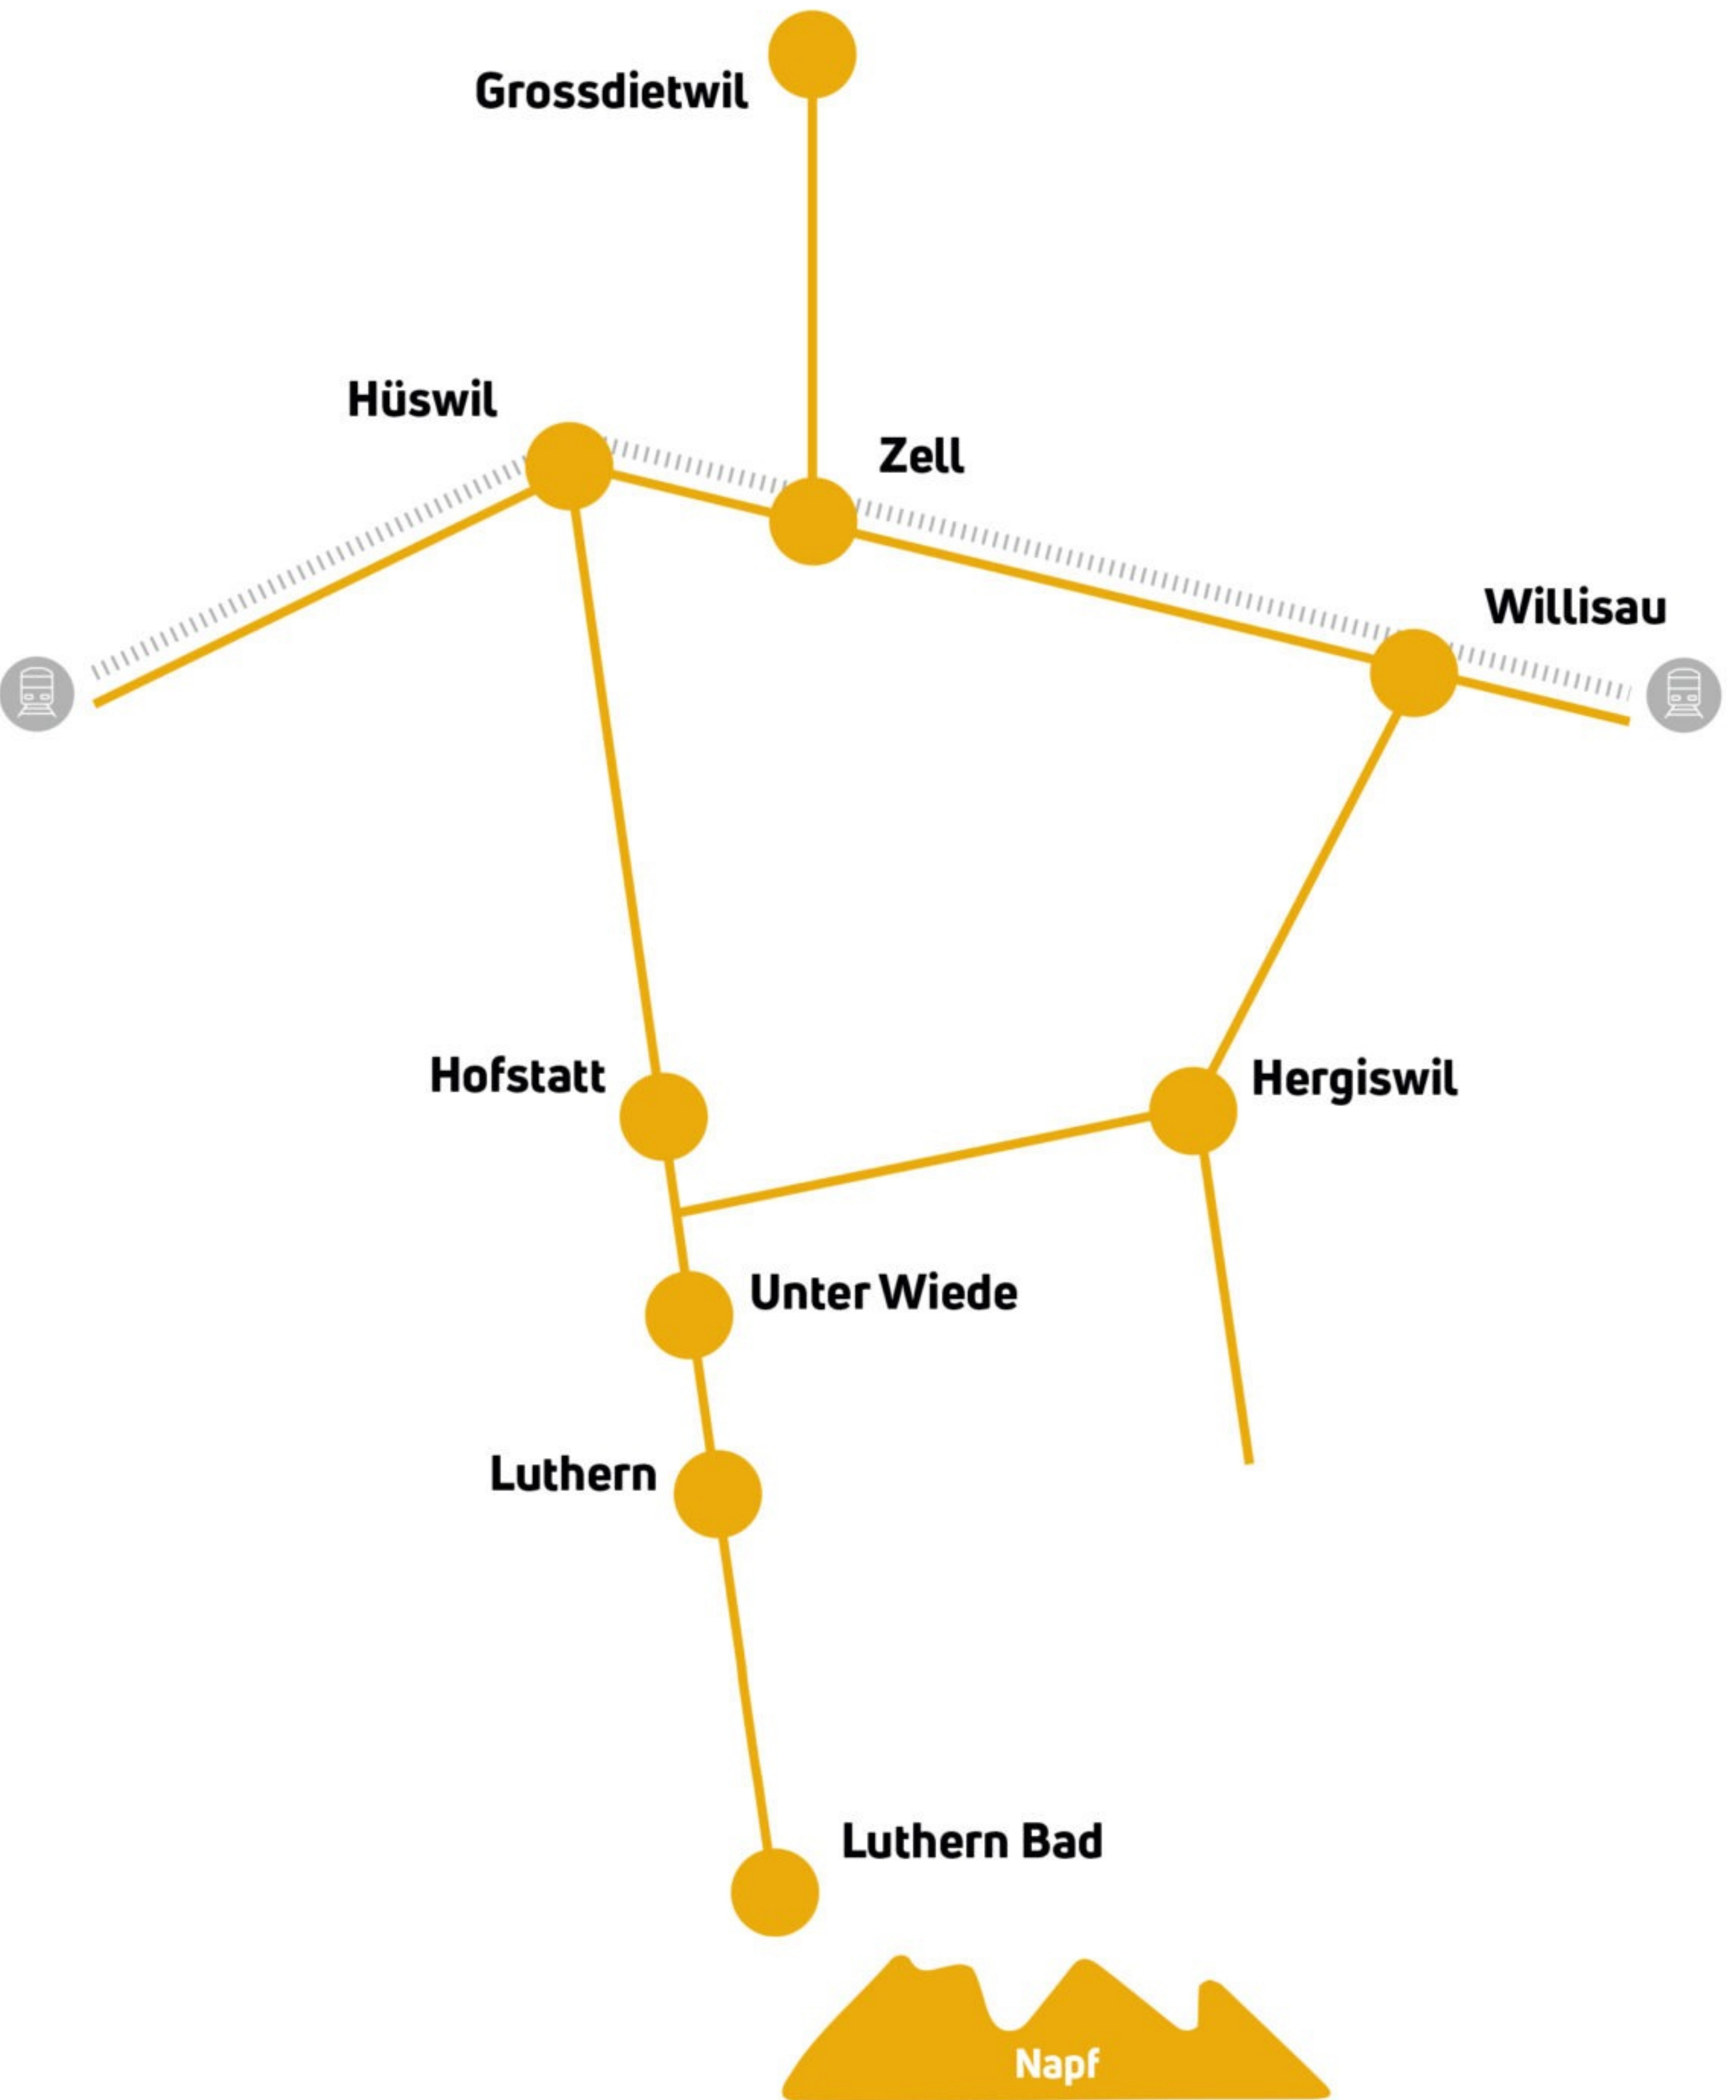 Grossdietwil
Hüswil
Zell
Willisau
Hofstatt
Hergiswil
Unter Wiede
Luthern
Luthern Bad
Napf